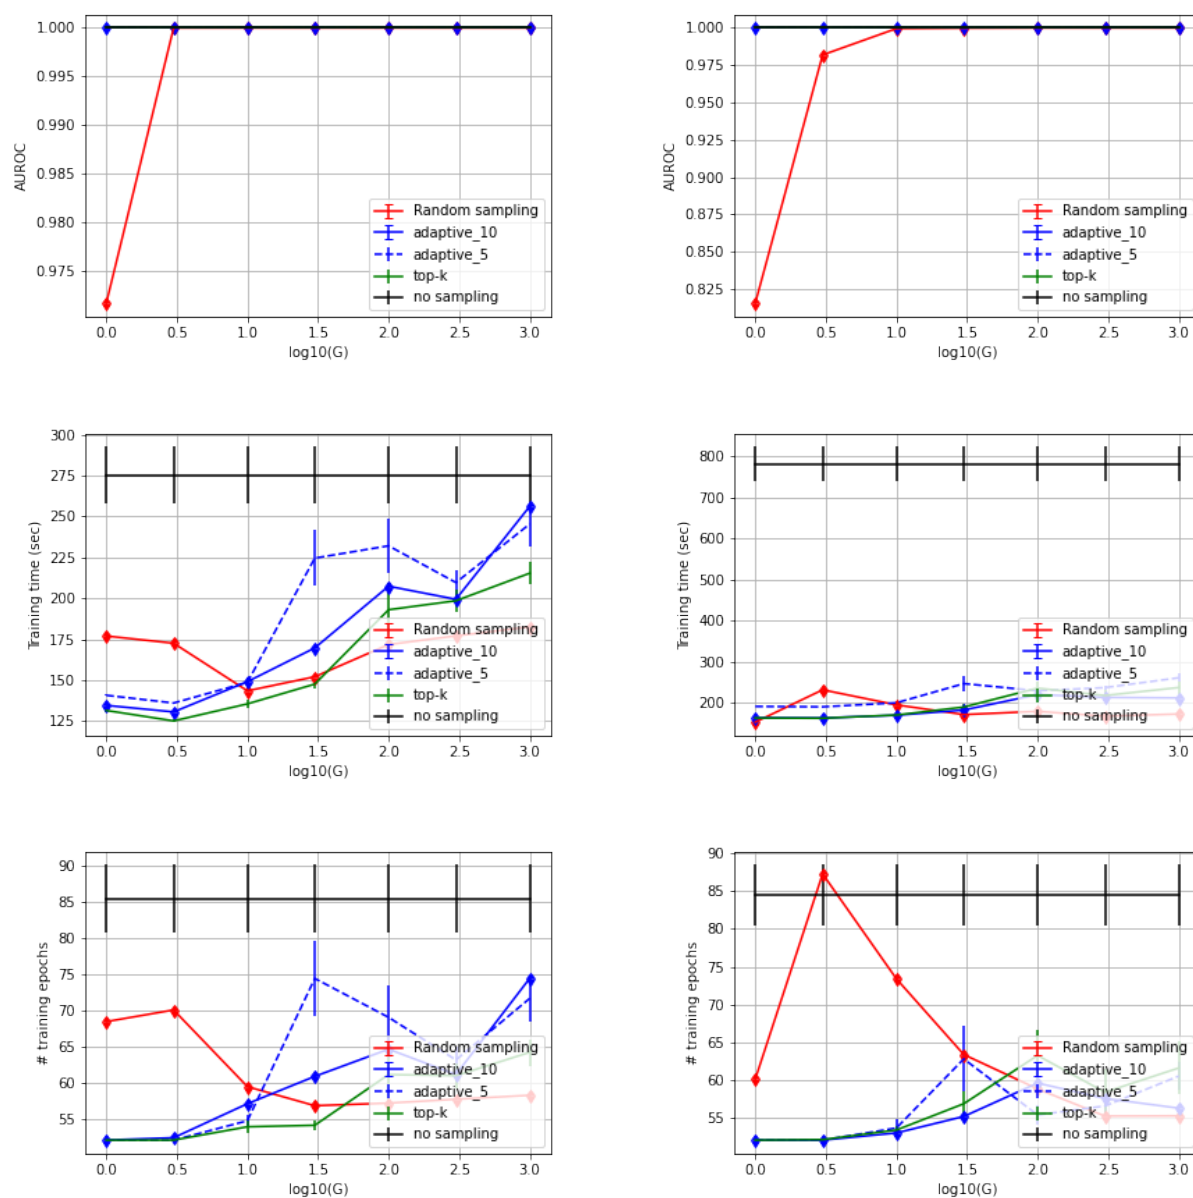 1.000
0.995
0.990
0.985
0.980
0.975
AUROC
Random sampling
adaptive_10
adaptive_5
top-k
no sampling
0.0 0.5 1.0 1.5 2.0 2.5 3.0
log10(G)
1.000
0.975
0.950
0.925
0.900
0.875
0.850
0.825
AUROC
Random sampling
adaptive_10
adaptive_5
top-k
no sampling
0.0 0.5 1.0 1.5 2.0 2.5 3.0
log10(G)
300
275
250
225
200
175
150
125
Training time (sec)
Random sampling
adaptive_10
adaptive_5
top-k
no sampling
0.0 0.5 1.0 1.5 2.0 2.5 3.0
log10(G)
800
700
600
500
400
300
200
Training time (sec)
Random sampling
adaptive_10
adaptive_5
top-k
no sampling
0.0 0.5 1.0 1.5 2.0 2.5 3.0
log10(G)
90
85
80
75
70
65
60
55
# training epochs
Random sampling
adaptive_10
adaptive_5
top-k
no sampling
0.0 0.5 1.0 1.5 2.0 2.5 3.0
log10(G)
90
85
80
75
70
65
60
55
# training epochs
Random sampling
adaptive_10
adaptive_5
top-k
no sampling
0.0 0.5 1.0 1.5 2.0 2.5 3.0
log10(G)